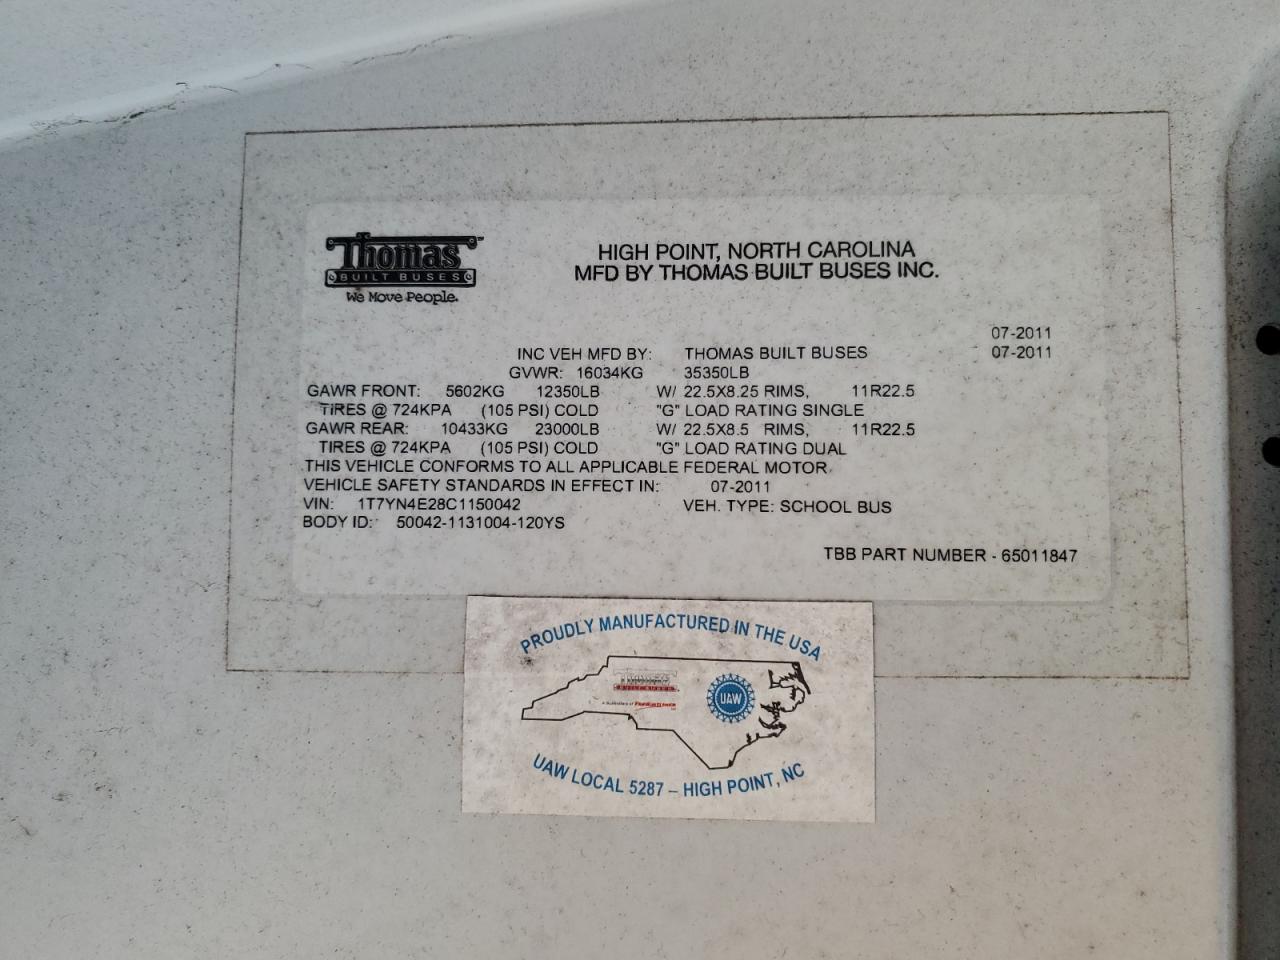 Thomas
BUILT BUSES
We Move People.
HIGH POINT, NORTH CAROLINA
MFD BY THOMAS BUILT BUSES INC.
07-2011
INC VEH MFD BY: THOMAS BUILT BUSES 07-2011
GVWR: 16034KG 35350LB
GAWR FRONT: 5602KG 12350LB W/ 22.5X8.25 RIMS, 11R22.5
TIRES @ 724KPA (105 PSI) COLD "G" LOAD RATING SINGLE
GAWR REAR: 10433KG 23000LB W/ 22.5X8.5 RIMS, 11R22.5
TIRES @ 724KPA (105 PSI) COLD "G" LOAD RATING DUAL
THIS VEHICLE CONFORMS TO ALL APPLICABLE FEDERAL MOTOR
VEHICLE SAFETY STANDARDS IN EFFECT IN: 07-2011
VIN: 1T7YN4E28C1150042 VEH. TYPE: SCHOOL BUS
BODY ID: 50042-1131004-120YS
TBB PART NUMBER - 65011847
PROUDLY MANUFACTURED IN THE USA
THOMAS
BUILT BUSES
UAW
UAW LOCAL 5287 – HIGH POINT, NC